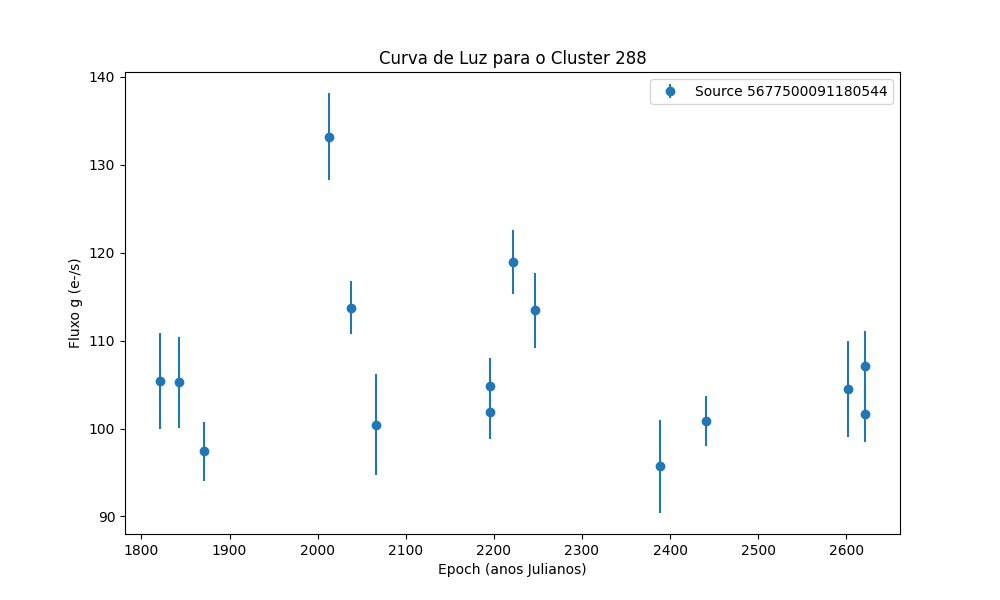 Curva de Luz para o Cluster 288
Source 5677500091180544
Fluxo g (e-/s)
140
130
120
110
100
90
1800 1900 2000 2100 2200 2300 2400 2500 2600
Epoch (anos Julianos)